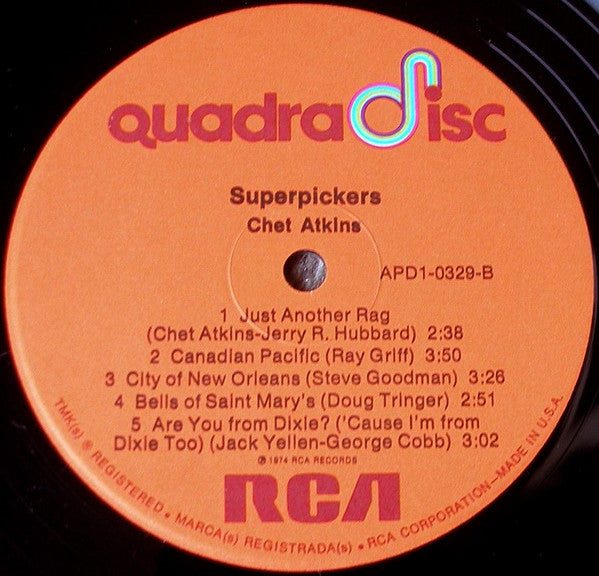 quadradisc
Superpickers
Chet Atkins
APD1-0329-B
1 Just Another Rag
(Chet Atkins-Jerry R. Hubbard) 2:38
2 Canadian Pacific (Ray Griff) 3:50
3 City of New Orleans (Steve Goodman) 3:26
4 Bells of Saint Mary's (Doug Tringer) 2:51
5 Are You from Dixie? ('Cause I'm from
Dixie Too) (Jack Yellen-George Cobb) 3:02
℗ 1974 RCA RECORDS
RCA
TMK(s) ® REGISTERED • MARCA(s) REGISTRADA(s) • RCA CORPORATION—MADE IN U.S.A.